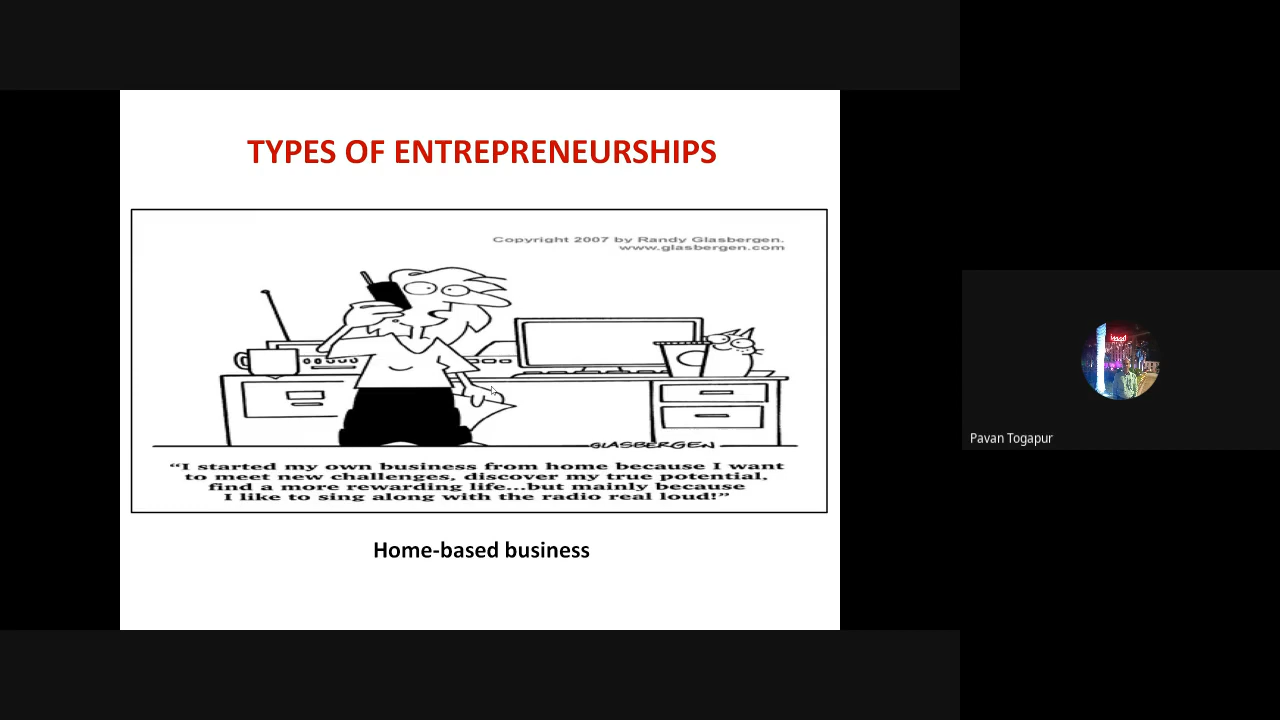 TYPES OF ENTREPRENEURSHIPS
Copyright 2007 by Randy Glasbergen.
www.glasbergen.com
GLASBERGEN
“I started my own business from home because I want
to meet new challenges, discover my true potential,
find a more rewarding life...but mainly because
I like to sing along with the radio real loud!”
Home-based business
Pavan Togapur